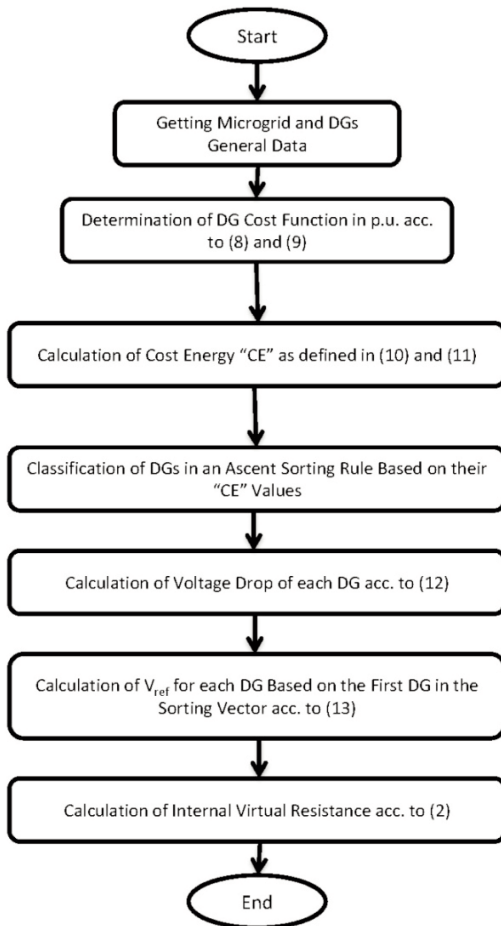 Start
Getting Microgrid and DGs
General Data
Determination of DG Cost Function in p.u. acc.
to (8) and (9)
Calculation of Cost Energy “CE” as defined in (10) and (11)
Classification of DGs in an Ascent Sorting Rule Based on their
“CE” Values
Calculation of Voltage Drop of each DG acc. to (12)
Calculation of Vref for each DG Based on the First DG in the
Sorting Vector acc. to (13)
Calculation of Internal Virtual Resistance acc. to (2)
End